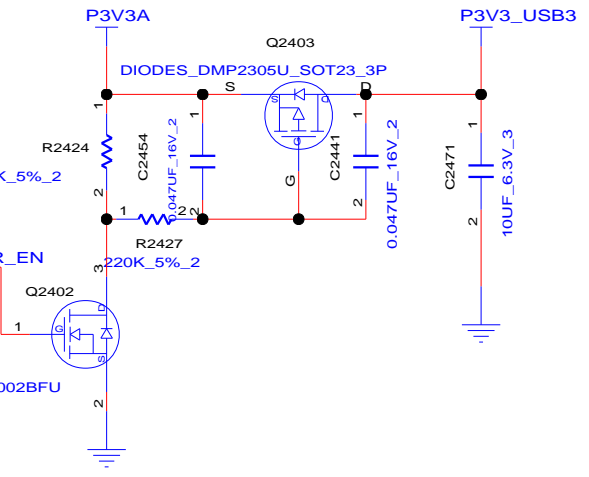 P3V3A
P3V3_USB3
Q2403
DIODES_DMP2305U_SOT23_3P
S
D
1
1
1
1
S
D
G
R2424
C2454
0.047UF_16V_2
C2441
0.047UF_16V_2
C2471
10UF_6.3V_3
K_5%_2
2
G
2
2
1
2
2
R2427
220K_5%_2
R_EN
3
Q2402
D
1
G
S
002BFU
2